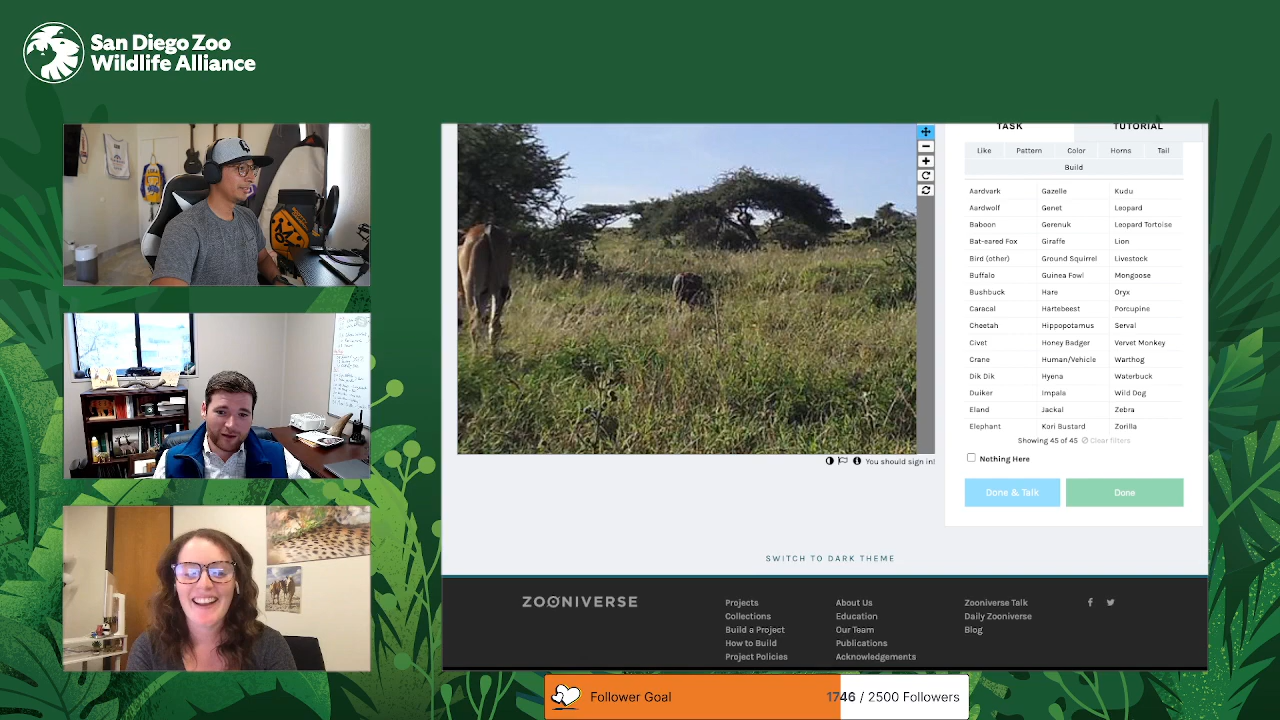 San Diego Zoo
Wildlife Alliance
TASK
TUTORIAL
Like Pattern Color Horns Tail
Build
Aardvark Gazelle Kudu
Aardwolf Genet Leopard
Baboon Gerenuk Leopard Tortoise
Bat-eared Fox Giraffe Lion
Bird (other) Ground Squirrel Livestock
Buffalo Guinea Fowl Mongoose
Bushbuck Hare Oryx
Caracal Hartebeest Porcupine
Cheetah Hippopotamus Serval
Civet Honey Badger Vervet Monkey
Crane Human/Vehicle Warthog
Dik Dik Hyena Waterbuck
Duiker Impala Wild Dog
Eland Jackal Zebra
Elephant Kori Bustard Zorilla
Showing 45 of 45 Clear filters
You should sign in!
Nothing Here
Done & Talk
Done
SWITCH TO DARK THEME
ZOONIVERSE
Projects
Collections
Build a Project
How to Build
Project Policies
About Us
Education
Our Team
Publications
Acknowledgements
Zooniverse Talk
Daily Zooniverse
Blog
Follower Goal
1746 / 2500 Followers